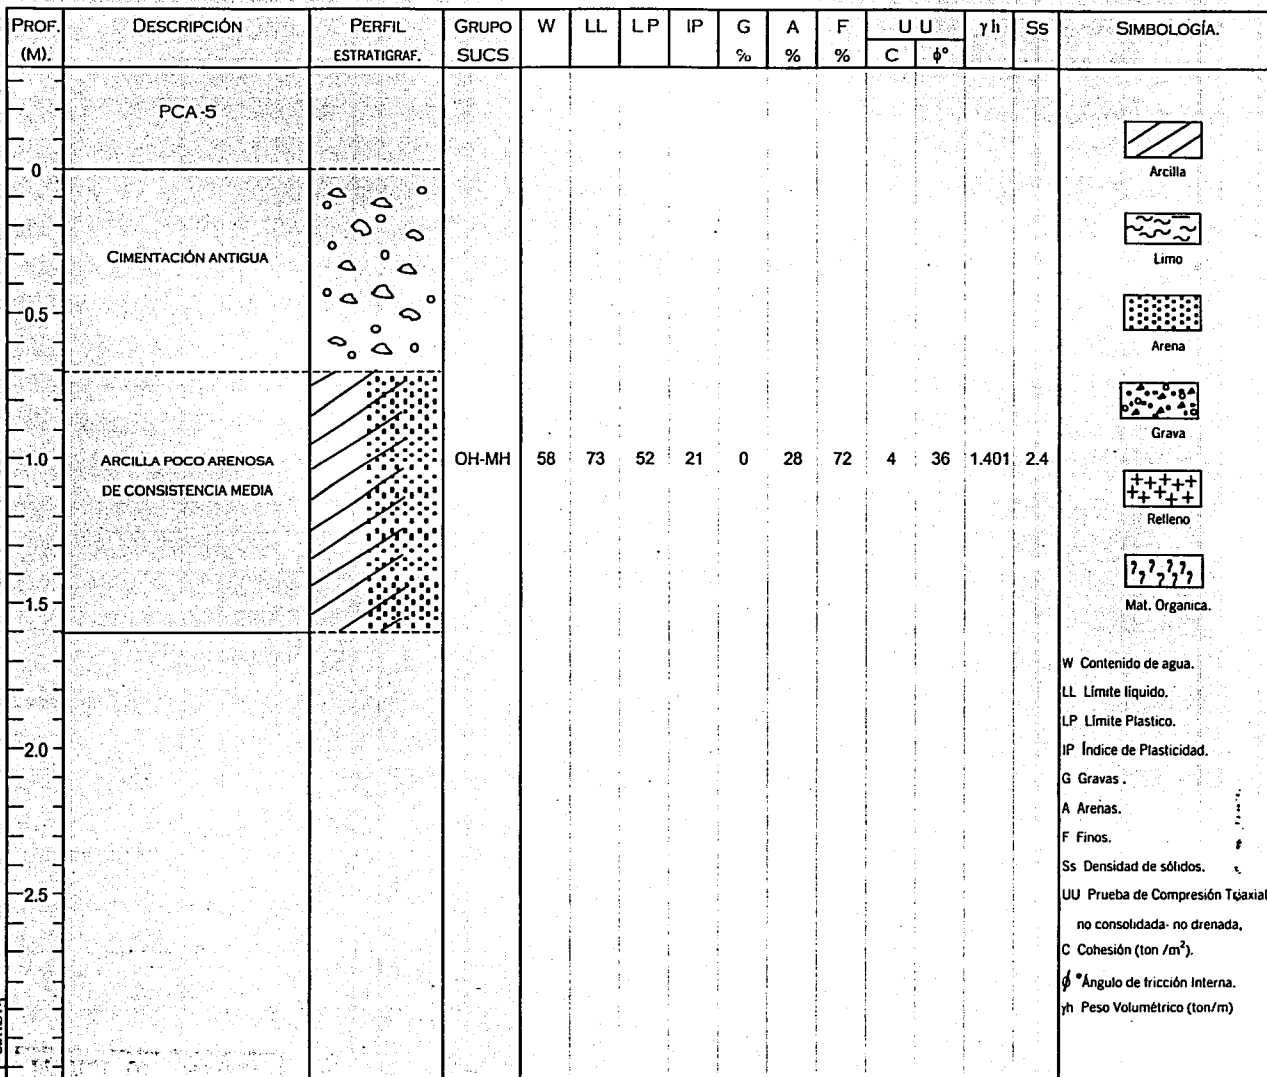 PROF. (M).
DESCRIPCIÓN
PERFIL ESTRATIGRAF.
GRUPO SUCS
W
LL
LP
IP
G %
A %
F %
U U
C
ϕ°
γh
Ss
SIMBOLOGÍA.
PCA-5
0
CIMENTACIÓN ANTIGUA
0.5
1.0
ARCILLA POCO ARENOSA
DE CONSISTENCIA MEDIA
OH-MH 58 73 52 21 0 28 72 4 36 1.401 2.4
1.5
2.0
2.5
Arcilla
Limo
Arena
Grava
Relleno
Mat. Organica.
W Contenido de agua.
LL Límite líquido.
LP Límite Plastico.
IP Índice de Plasticidad.
G Gravas .
A Arenas.
F Finos.
Ss Densidad de sólidos.
UU Prueba de Compresión Triaxial
no consolidada- no drenada,
C Cohesión (ton /m²).
ϕ ° Ángulo de fricción Interna.
γh Peso Volumétrico (ton/m)